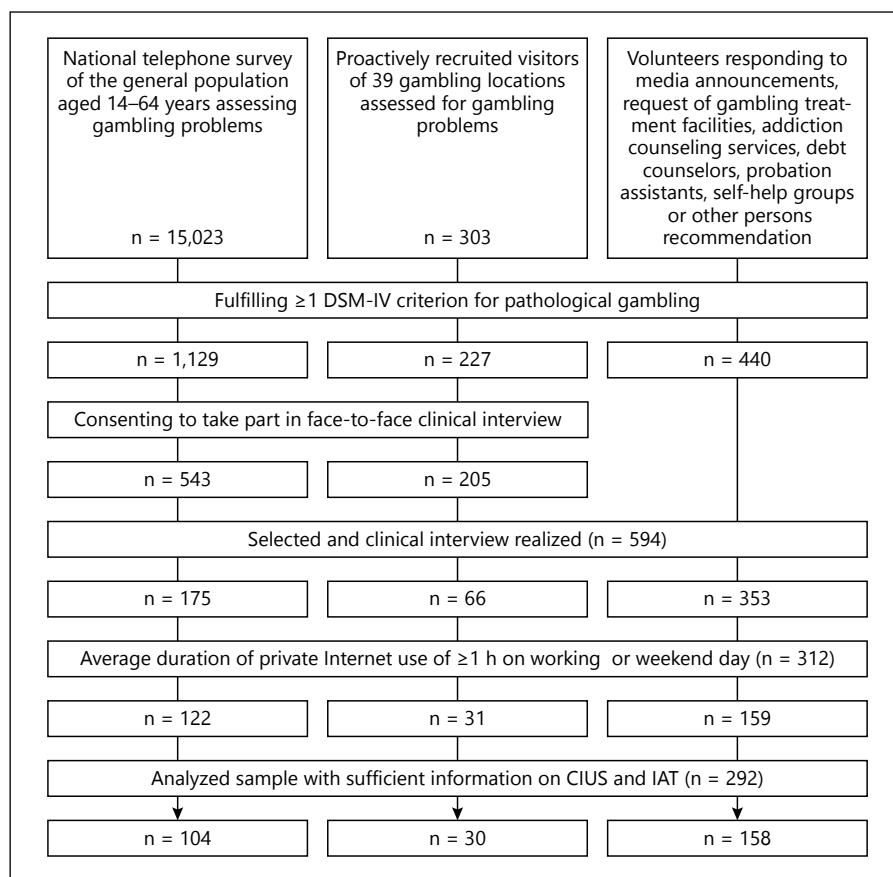 National telephone survey
of the general population
aged 14–64 years assessing
gambling problems
n = 15,023
Proactively recruited visitors
of 39 gambling locations
assessed for gambling
problems
n = 303
Volunteers responding to
media announcements,
request of gambling treat-
ment facilities, addiction
counseling services, debt
counselors, probation
assistants, self-help groups
or other persons
recommendation
Fulfilling ≥1 DSM-IV criterion for pathological gambling
n = 1,129
n = 227
n = 440
Consenting to take part in face-to-face clinical interview
n = 543
n = 205
Selected and clinical interview realized (n = 594)
n = 175
n = 66
n = 353
Average duration of private Internet use of ≥1 h on working or weekend day (n = 312)
n = 122
n = 31
n = 159
Analyzed sample with sufficient information on CIUS and IAT (n = 292)
n = 104
n = 30
n = 158